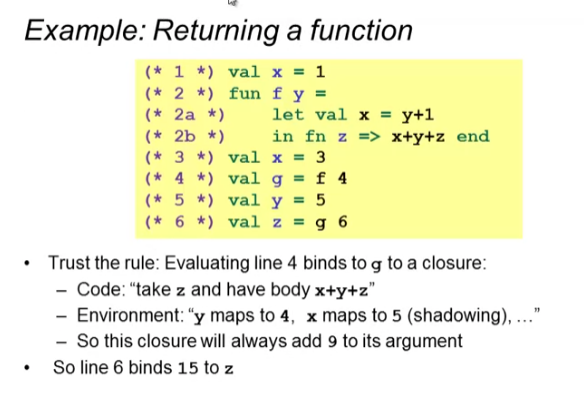 Example: Returning a function
(* 1 *) val x = 1
(* 2 *) fun f y =
(* 2a *) let val x = y+1
(* 2b *) in fn z => x+y+z end
(* 3 *) val x = 3
(* 4 *) val g = f 4
(* 5 *) val y = 5
(* 6 *) val z = g 6
• Trust the rule: Evaluating line 4 binds to g to a closure:
– Code: “take z and have body x+y+z”
– Environment: “y maps to 4, x maps to 5 (shadowing), …”
– So this closure will always add 9 to its argument
• So line 6 binds 15 to z